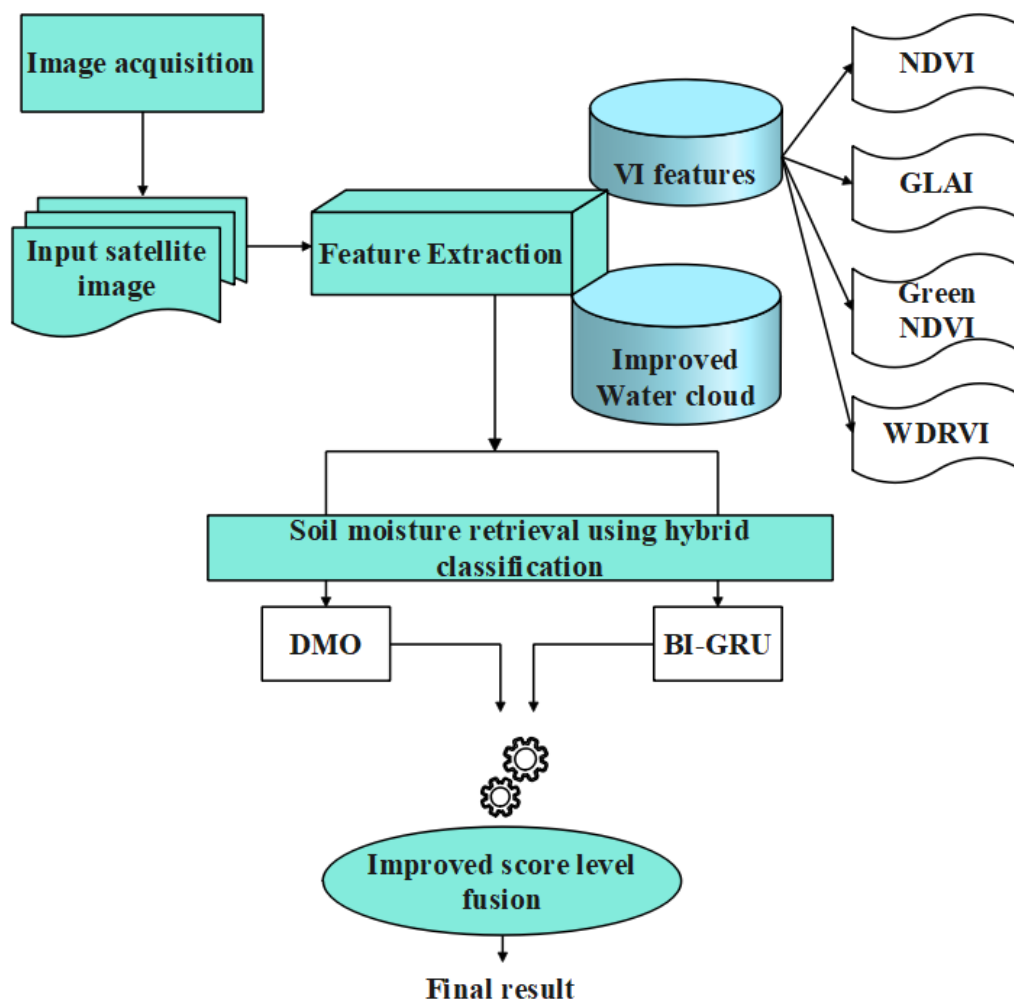 Image acquisition
Input satellite
image
Feature Extraction
VI features
Improved
Water cloud
NDVI
GLAI
Green
NDVI
WDRVI
Soil moisture retrieval using hybrid
classification
DMO
BI-GRU
Improved score level
fusion
Final result